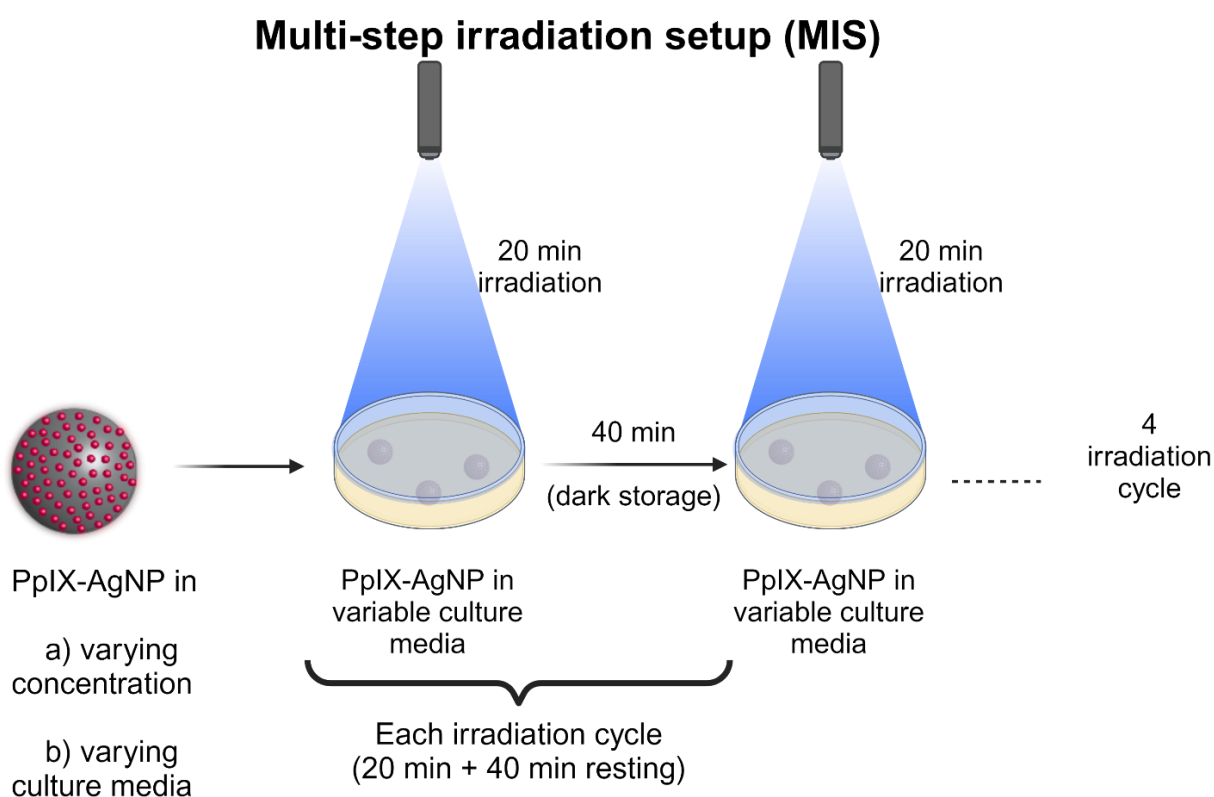 Multi-step irradiation setup (MIS)
20 min
irradiation
20 min
irradiation
40 min
(dark storage)
4
irradiation
cycle
PpIX-AgNP in
a) varying
concentration
b) varying
culture media
PpIX-AgNP in
variable culture
media
PpIX-AgNP in
variable culture
media
Each irradiation cycle
(20 min + 40 min resting)